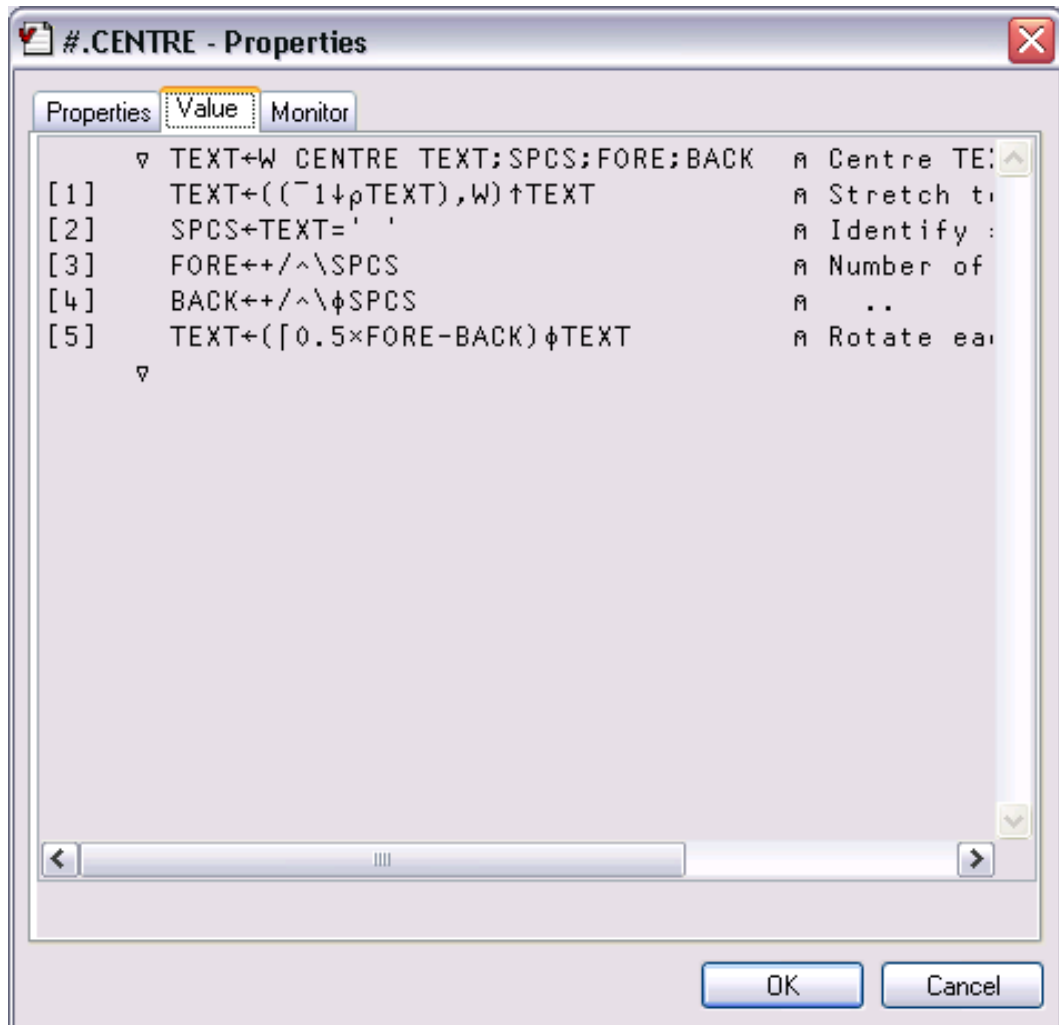 #.CENTRE - Properties
Properties Value Monitor
∇ TEXT←W CENTRE TEXT;SPCS;FORE;BACK ⍝ Centre
[1] TEXT←((¯1↓⍴TEXT),W)↑TEXT ⍝ Stretch
[2] SPCS←TEXT=' ' ⍝ Identify
[3] FORE←+/^\SPCS ⍝ Number of
[4] BACK←+/^\⌽SPCS ⍝ ..
[5] TEXT←(⌈0.5×FORE-BACK)⌽TEXT ⍝ Rotate
∇
OK Cancel